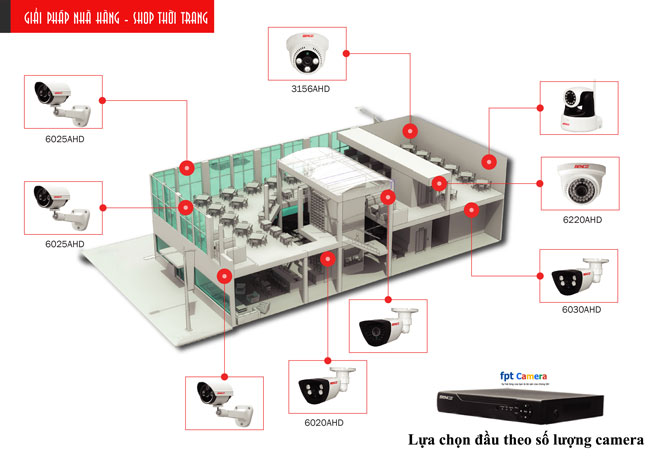 GIẢI PHÁP NHÀ HÀNG - SHOP THỜI TRANG
3156AHD
6025AHD
6025AHD
6220AHD
6030AHD
6020AHD
fpt Camera
BENCO
Lựa chọn đầu theo số lượng camera